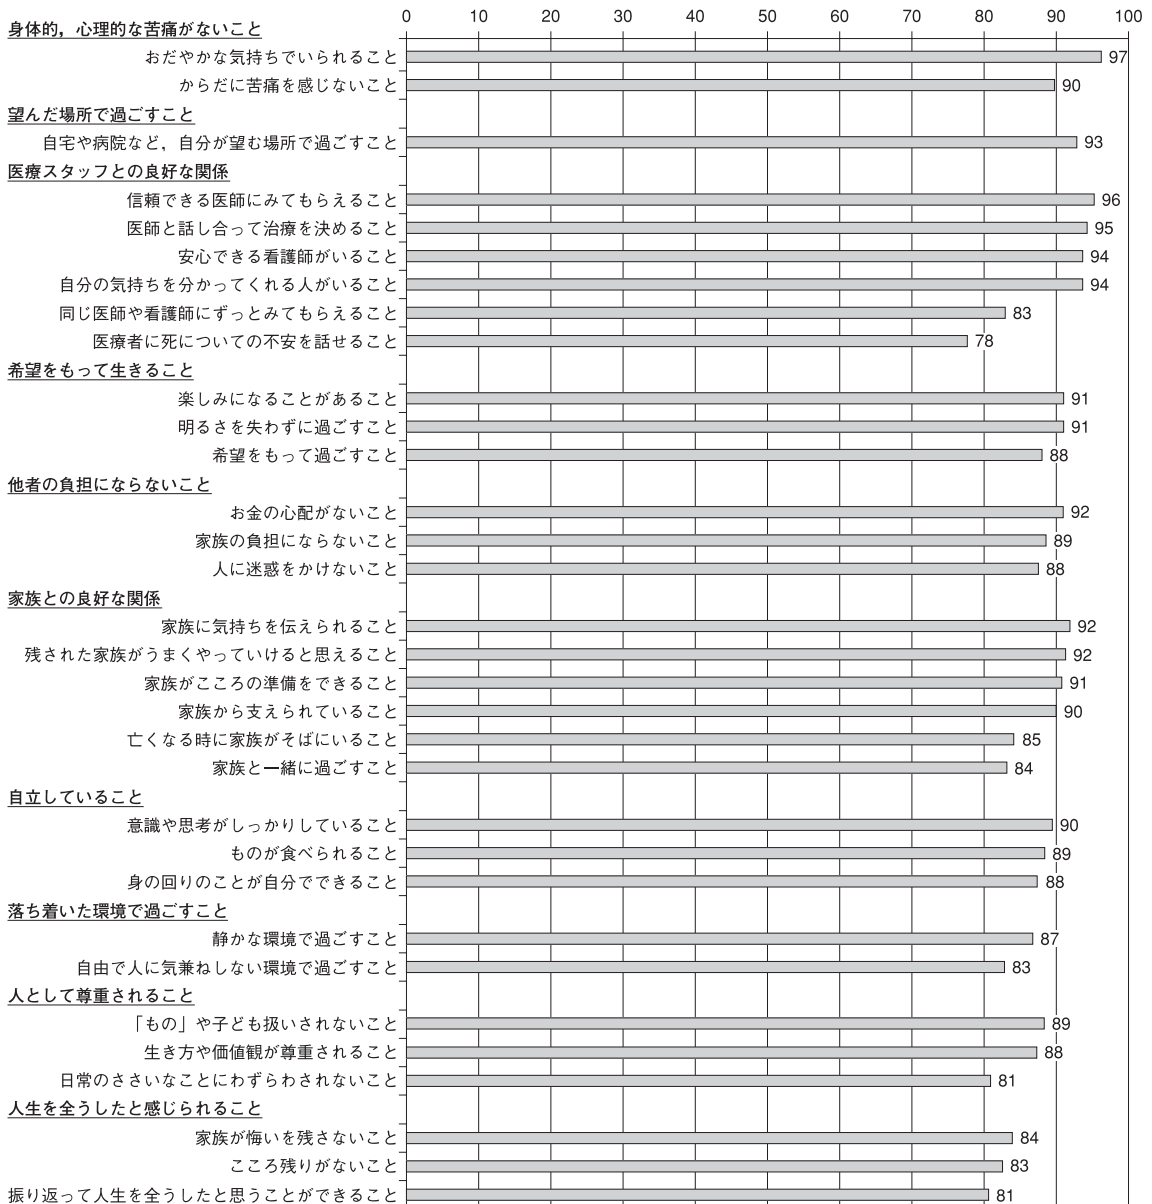 0 10 20 30 40 50 60 70 80 90 100
身体的，心理的な苦痛がないこと
おだやかな気持ちでいられること 97
からだに苦痛を感じないこと 90
望んだ場所で過ごすこと
自宅や病院など，自分が望む場所で過ごすこと 93
医療スタッフとの良好な関係
信頼できる医師にみてもらえること 96
医師と話し合って治療を決めること 95
安心できる看護師がいること 94
自分の気持ちを分かってくれる人がいること 94
同じ医師や看護師にずっとみてもらえること 83
医療者に死についての不安を話せること 78
希望をもって生きること
楽しみになることがあること 91
明るさを失わずに過ごすこと 91
希望をもって過ごすこと 88
他者の負担にならないこと
お金の心配がないこと 92
家族の負担にならないこと 89
人に迷惑をかけないこと 88
家族との良好な関係
家族に気持ちを伝えられること 92
残された家族がうまくやっていけると思えること 92
家族がこころの準備をできること 91
家族から支えられていること 90
亡くなる時に家族がそばにいること 85
家族と一緒に過ごすこと 84
自立していること
意識や思考がしっかりしていること 90
ものが食べられること 89
身の回りのことが自分でできること 88
落ち着いた環境で過ごすこと
静かな環境で過ごすこと 87
自由で人に気兼ねしない環境で過ごすこと 83
人として尊重されること
「もの」や子ども扱いされないこと 89
生き方や価値観が尊重されること 88
日常のささいなことにわずらわされないこと 81
人生を全うしたと感じられること
家族が悔いを残さないこと 84
こころ残りがないこと 83
振り返って人生を全うしたと思うことができること 81